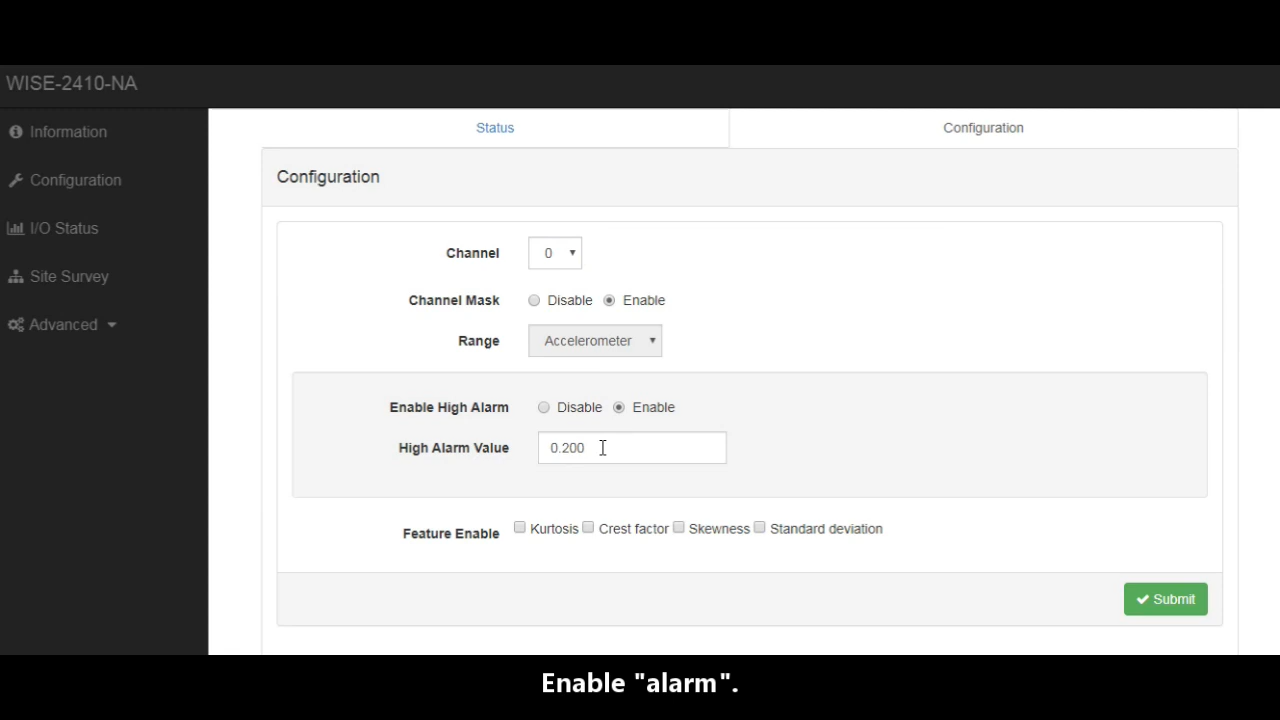 WISE-2410-NA
Information
Configuration
I/O Status
Site Survey
Advanced
Status Configuration
Configuration
Channel 0
Channel Mask Disable Enable
Range Accelerometer
Enable High Alarm Disable Enable
High Alarm Value 0.200
Feature Enable Kurtosis Crest factor Skewness Standard deviation
Submit
Enable "alarm".